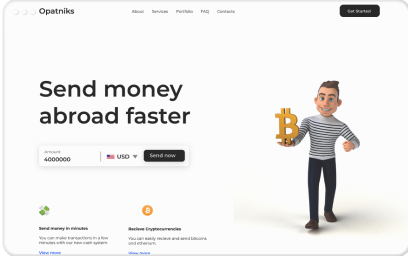 Opatniks
About Services Portfolio FAQ Contacts
Get Started
Send money
abroad faster
Amount
4000000
USD
Send now
Send money in minutes
You can make transactions in a few
minutes with our new cash system
View more
Recieve Cryptocurrencies
You can easily recieve and send bitcoins
and ethereum.
View more